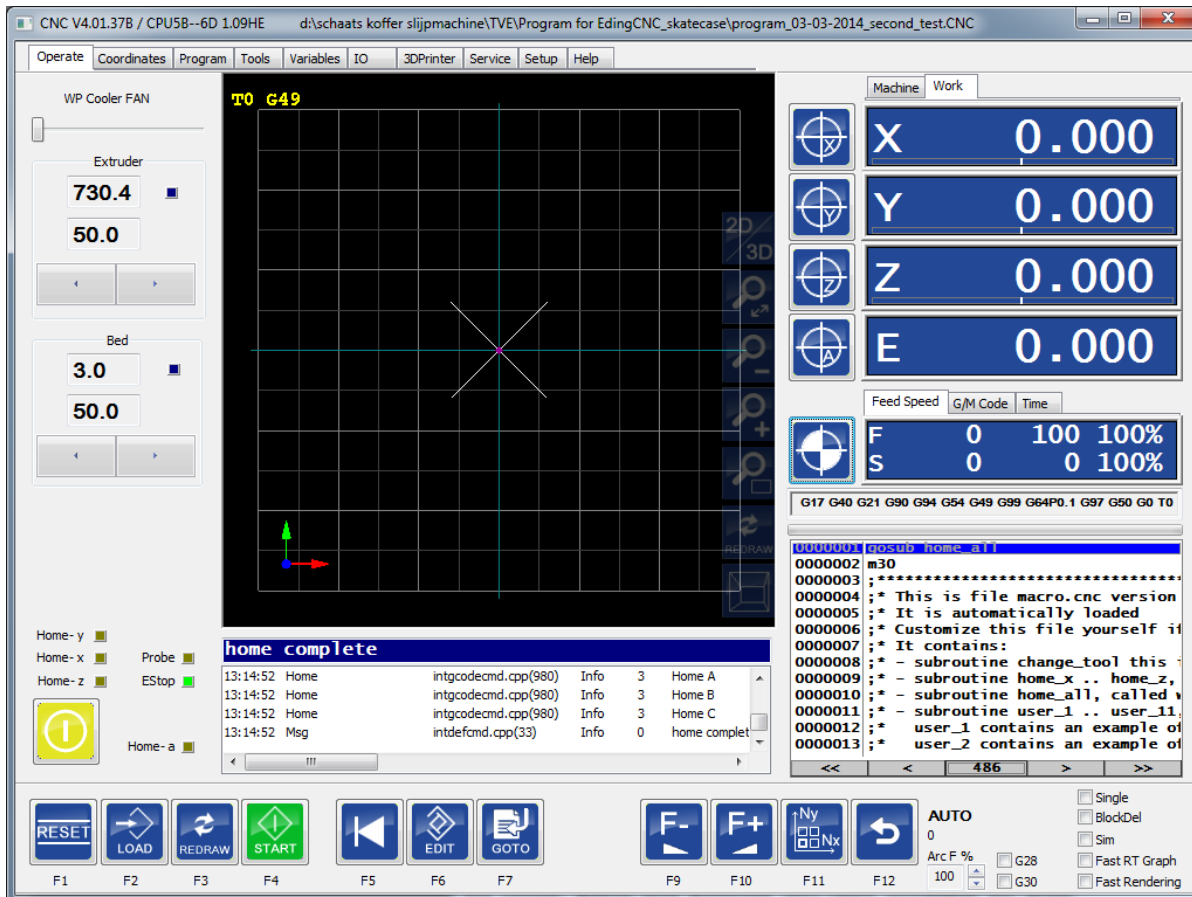 CNC V4.01.37B / CPU5B--6D 1.09HE d:\schaats koffer slijpmachine\TVE\Program for EdingCNC_skatecase\program_03-03-2014_second_test.CNC
Operate Coordinates Program Tools Variables IO 3DPrinter Service Setup Help
WP Cooler FAN
Extruder
730.4
50.0
Bed
3.0
50.0
Home- y
Home- x Probe
Home- z EStop
Home- a
T0 G49
2D/3D
REDRAW
home complete
13:14:52 Home intgcodecmd.cpp(980) Info 3 Home A
13:14:52 Home intgcodecmd.cpp(980) Info 3 Home B
13:14:52 Home intgcodecmd.cpp(980) Info 3 Home C
13:14:52 Msg intdefcmd.cpp(33) Info 0 home complet
Machine Work
X X 0.000
Y Y 0.000
Z Z 0.000
A E 0.000
Feed Speed G/M Code Time
F 0 100 100%
S 0 0 100%
G17 G40 G21 G90 G94 G54 G49 G99 G64P0.1 G97 G50 G0 T0
0000001 gosub home_all
0000002 m30
0000003 ;*********************************
0000004 ;* This is file macro.cnc version
0000005 ;* It is automatically loaded
0000006 ;* Customize this file yourself if
0000007 ;* It contains:
0000008 ;* - subroutine change_tool this i
0000009 ;* - subroutine home_x .. home_z,
0000010 ;* - subroutine home_all, called w
0000011 ;* - subroutine user_1 .. user_11,
0000012 ;* user_1 contains an example of
0000013 ;* user_2 contains an example of
<< < 486 > >>
RESET LOAD REDRAW START EDIT GOTO F- F+ Ny Nx
F1 F2 F3 F4 F5 F6 F7 F9 F10 F11 F12
AUTO
0
Arc F %
100
G28
G30
Single
BlockDel
Sim
Fast RT Graph
Fast Rendering